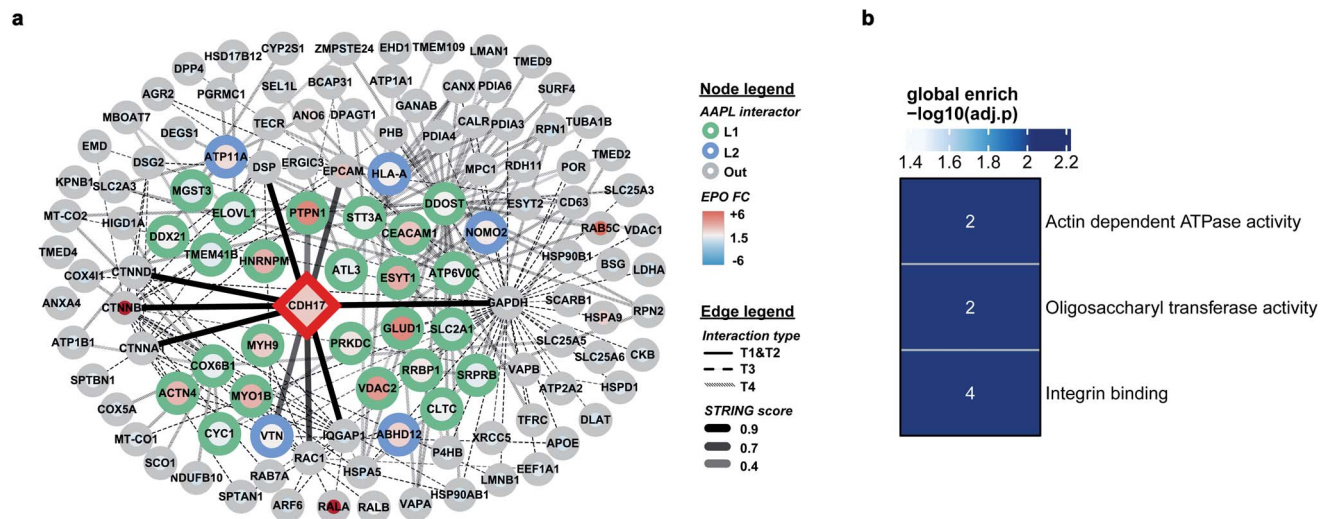 a
b
CYP2S1
ZMPSTE24
EHD1
TMEM109
HSD17B12
LMAN1
DPP4
TMED9
AGR2
PGRMC1
SEL1L
BCAP31
ATP1A1
CANX
PDIA6
SURF4
MBOAT7
TECR
ANO6
DPAGT1
GANAB
CALR
PDIA3
RPN1
TUBA1B
DEGS1
PHB
PDIA4
EMD
DSG2
ATP11A
DSP
ERGIC3
EPCAM
HLA-A
MPC1
RDH11
POR
TMED2
KPNB1
SLC2A3
MGST3
SLC25A3
MT-CO2
HIGD1A
ELOVL1
PTPN1
STT3A
DDOST
ESYT2
CD63
DDX21
CEACAM1
NOMO2
RAB5C
VDAC1
TMED4
TMEM41B
HNRNPM
HSP90B1
BSG
LDHA
COX4I1
CTNND1
ATL3
ESYT1
ATP6V0C
ANXA4
CTNNB1
CDH17
GAPDH
SCARB1
HSPA9
RPN2
ATP1B1
CTNNA1
MYH9
PRKDC
GLUD1
SLC2A1
SLC25A5
SLC25A6
CKB
SPTBN1
COX6B1
RRBP1
SRPRB
VAPB
ATP2A2
HSPD1
COX5A
ACTN4
MYO1B
VDAC2
CLTC
TFRC
DLAT
MT-CO1
CYC1
VTN
IQGAP1
ABHD12
XRCC5
APOE
SCO1
RAC1
P4HB
NDUFB10
RAB7A
HSPA5
LMNB1
EEF1A1
SPTAN1
ARF6
RALA
RALB
VAPA
HSP90AB1
Node legend
AAPL interactor
L1
L2
Out
EPO FC
+6
1.5
-6
Edge legend
Interaction type
T1&T2
T3
T4
STRING score
0.9
0.7
0.4
global enrich
−log10(adj.p)
1.4 1.6 1.8 2 2.2
2 Actin dependent ATPase activity
2 Oligosaccharyl transferase activity
4 Integrin binding